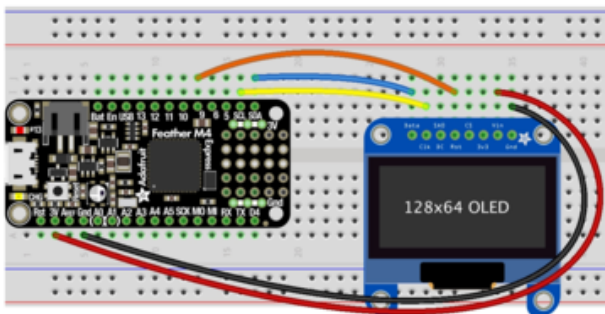 Bat En USB 13 12 11 10 9 6 5 SCL SDA
3V
Feather M4
Express
Adafruit
Gnd
Rst 3V Aref Gnd A0 A1 A2 A3 A4 A5 SCK MO MI RX TX D4
Data SA0 CS Vin
Clk DC Rst 3v3 Gnd
128x64 OLED